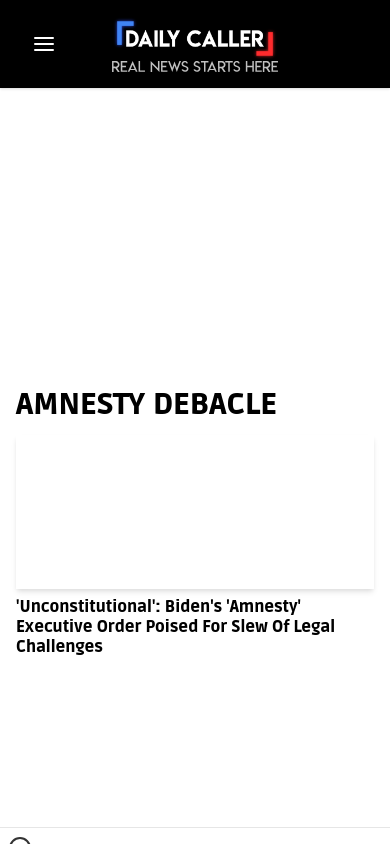 DAILY CALLER
REAL NEWS STARTS HERE
AMNESTY DEBACLE
'Unconstitutional': Biden's 'Amnesty'
Executive Order Poised For Slew Of Legal
Challenges